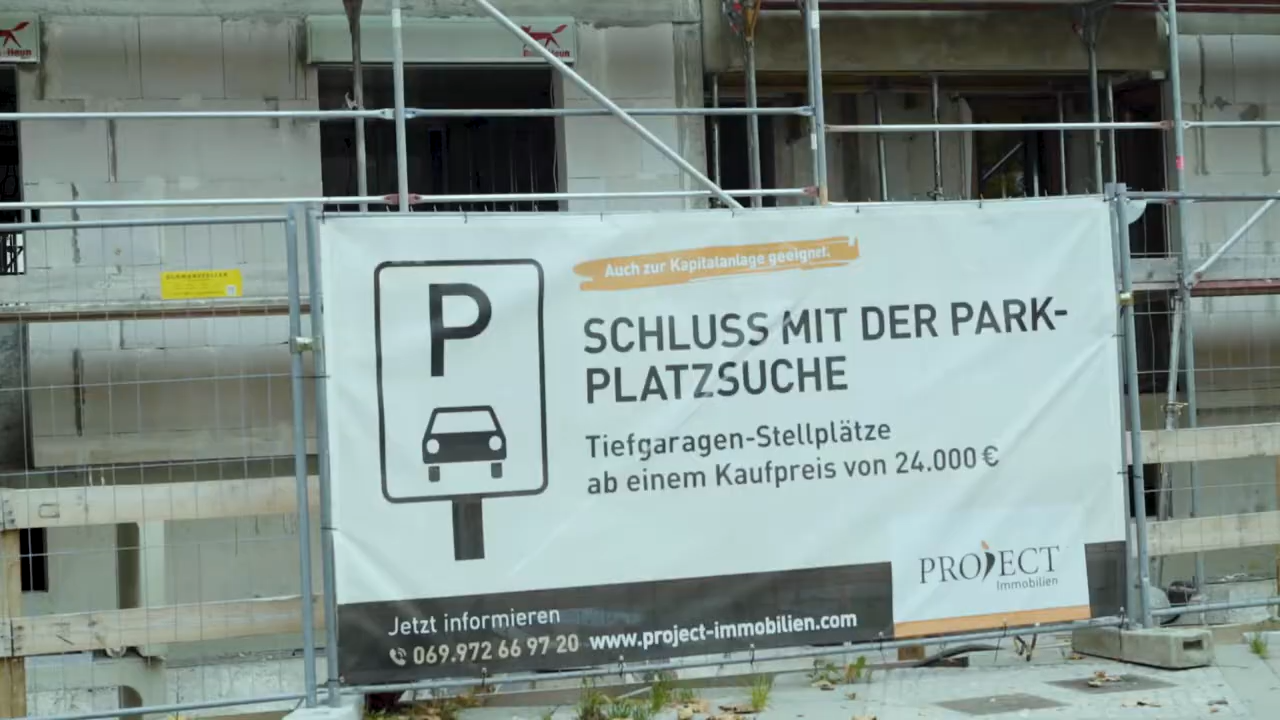 Auch zur Kapitalanlage geeignet.
P
SCHLUSS MIT DER PARK-
PLATZSUCHE
Tiefgaragen-Stellplätze
ab einem Kaufpreis von 24.000 €
PROJECT
Immobilien
Jetzt informieren
069.972 66 97 20 www.project-immobilien.com